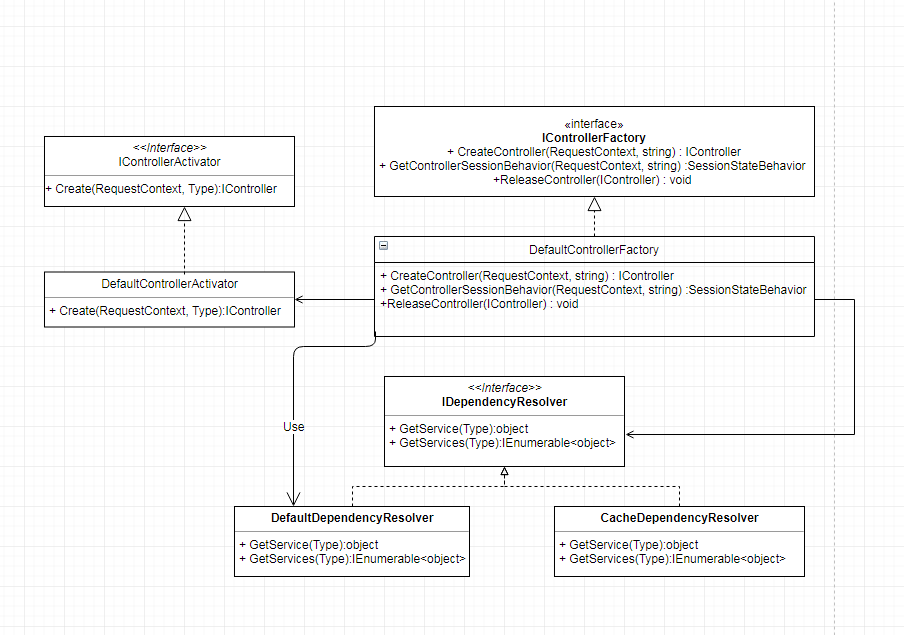 <<Interface>>
IControllerActivator
+ Create(RequestContext, Type):IController
«interface»
IControllerFactory
+ CreateController(RequestContext, string) : IController
+ GetControllerSessionBehavior(RequestContext, string) :SessionStateBehavior
+ReleaseController(IController) : void
DefaultControllerActivator
+ Create(RequestContext, Type):IController
DefaultControllerFactory
+ CreateController(RequestContext, string) : IController
+ GetControllerSessionBehavior(RequestContext, string) :SessionStateBehavior
+ReleaseController(IController) : void
Use
<<Interface>>
IDependencyResolver
+ GetService(Type):object
+ GetServices(Type):IEnumerable<object>
DefaultDependencyResolver
+ GetService(Type):object
+ GetServices(Type):IEnumerable<object>
CacheDependencyResolver
+ GetService(Type):object
+ GetServices(Type):IEnumerable<object>